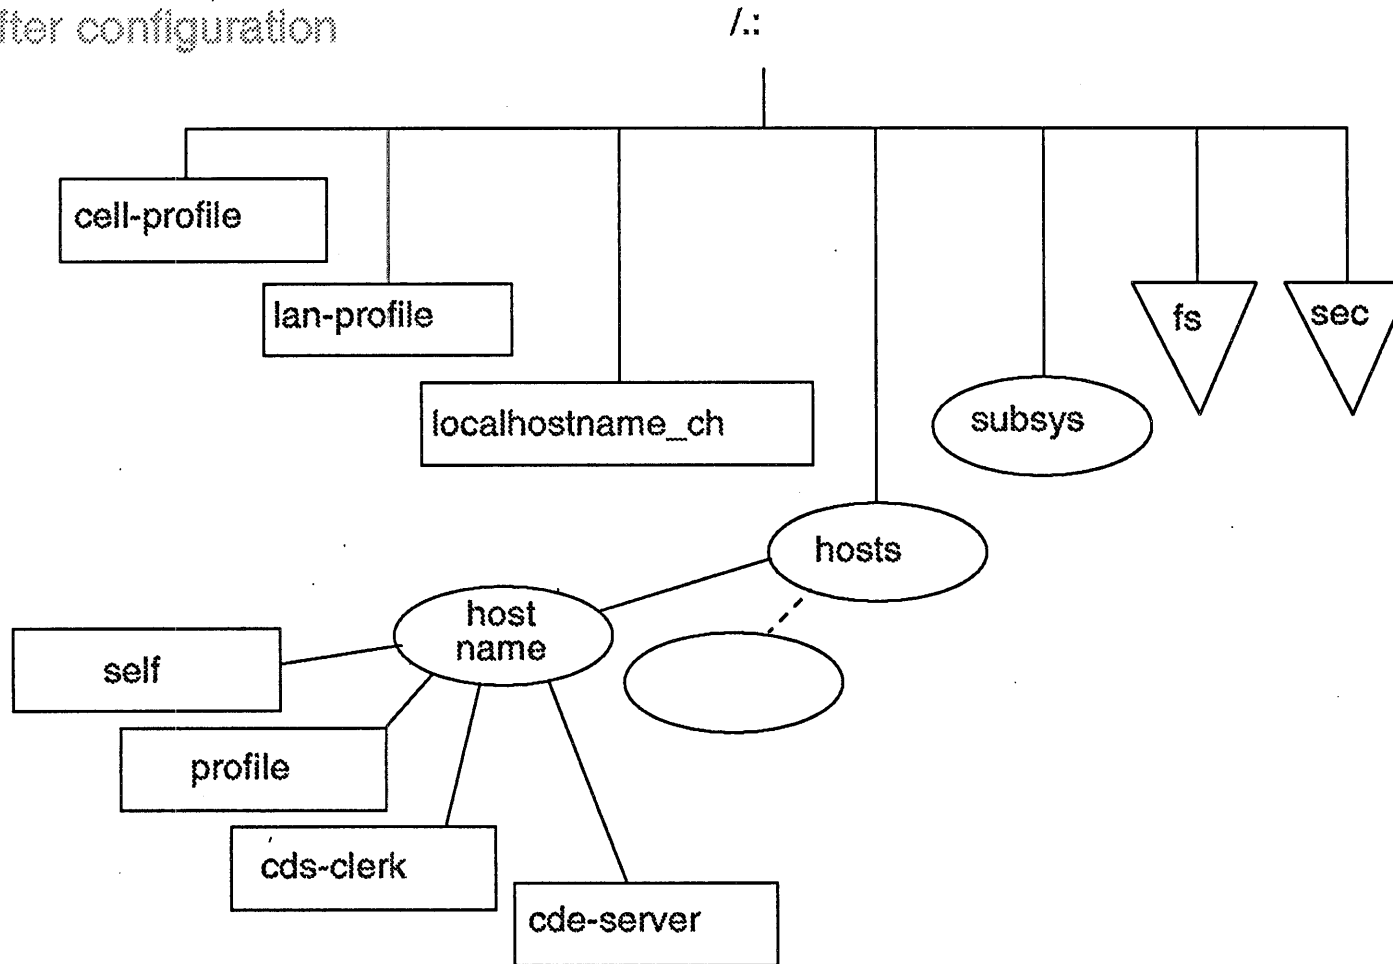 fter configuration
/.:
cell-profile
lan-profile
localhostname_ch
fs
sec
subsys
hosts
host
name
self
profile
cds-clerk
cde-server